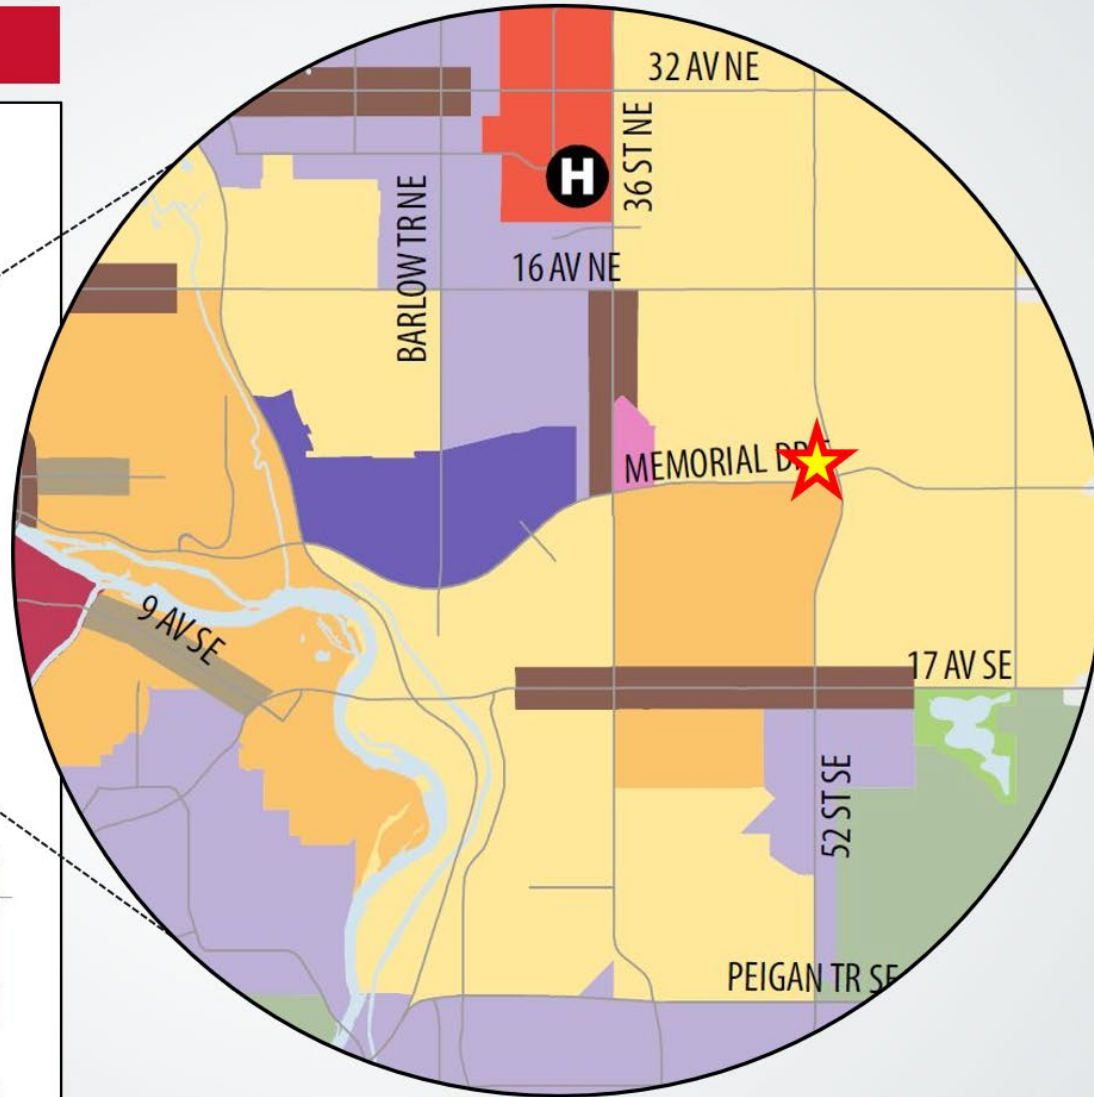 32 AV NE
36 ST NE
H
BARLOW TR NE
16 AV NE
MEMORIAL
9 AV SE
17 AV SE
52 ST SE
PEIGAN TR SE